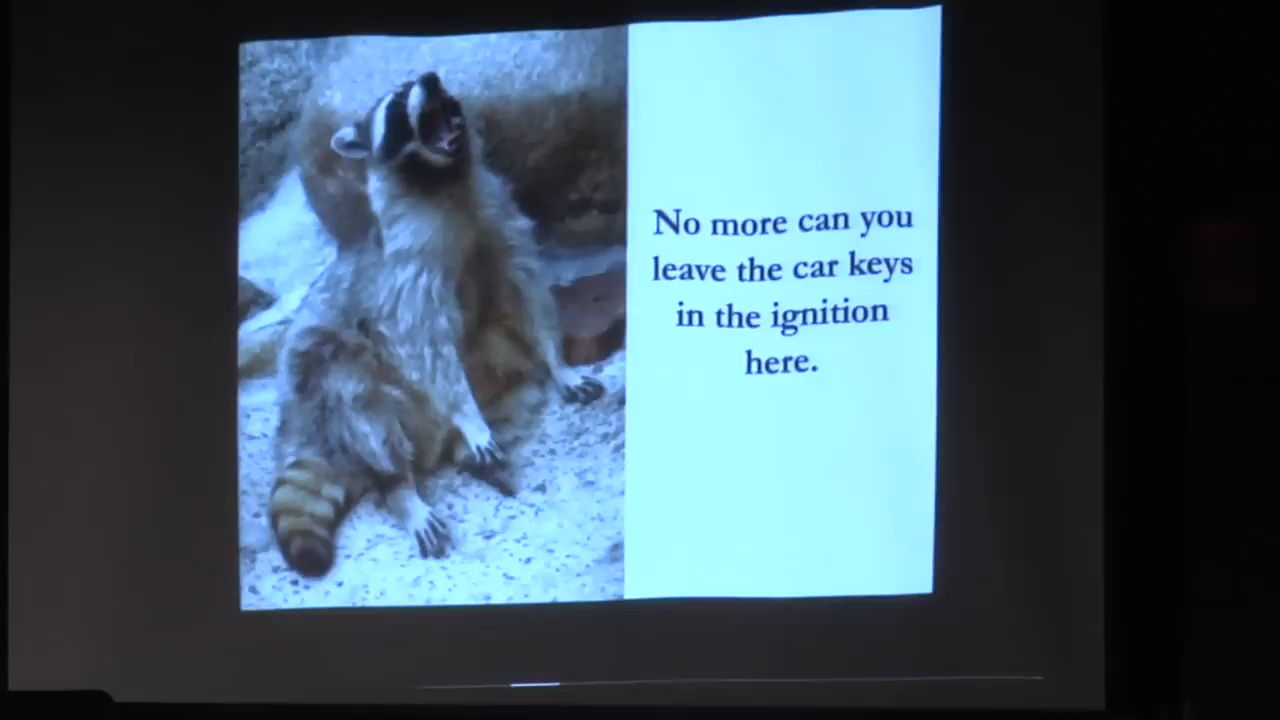 No more can you
leave the car keys
in the ignition
here.